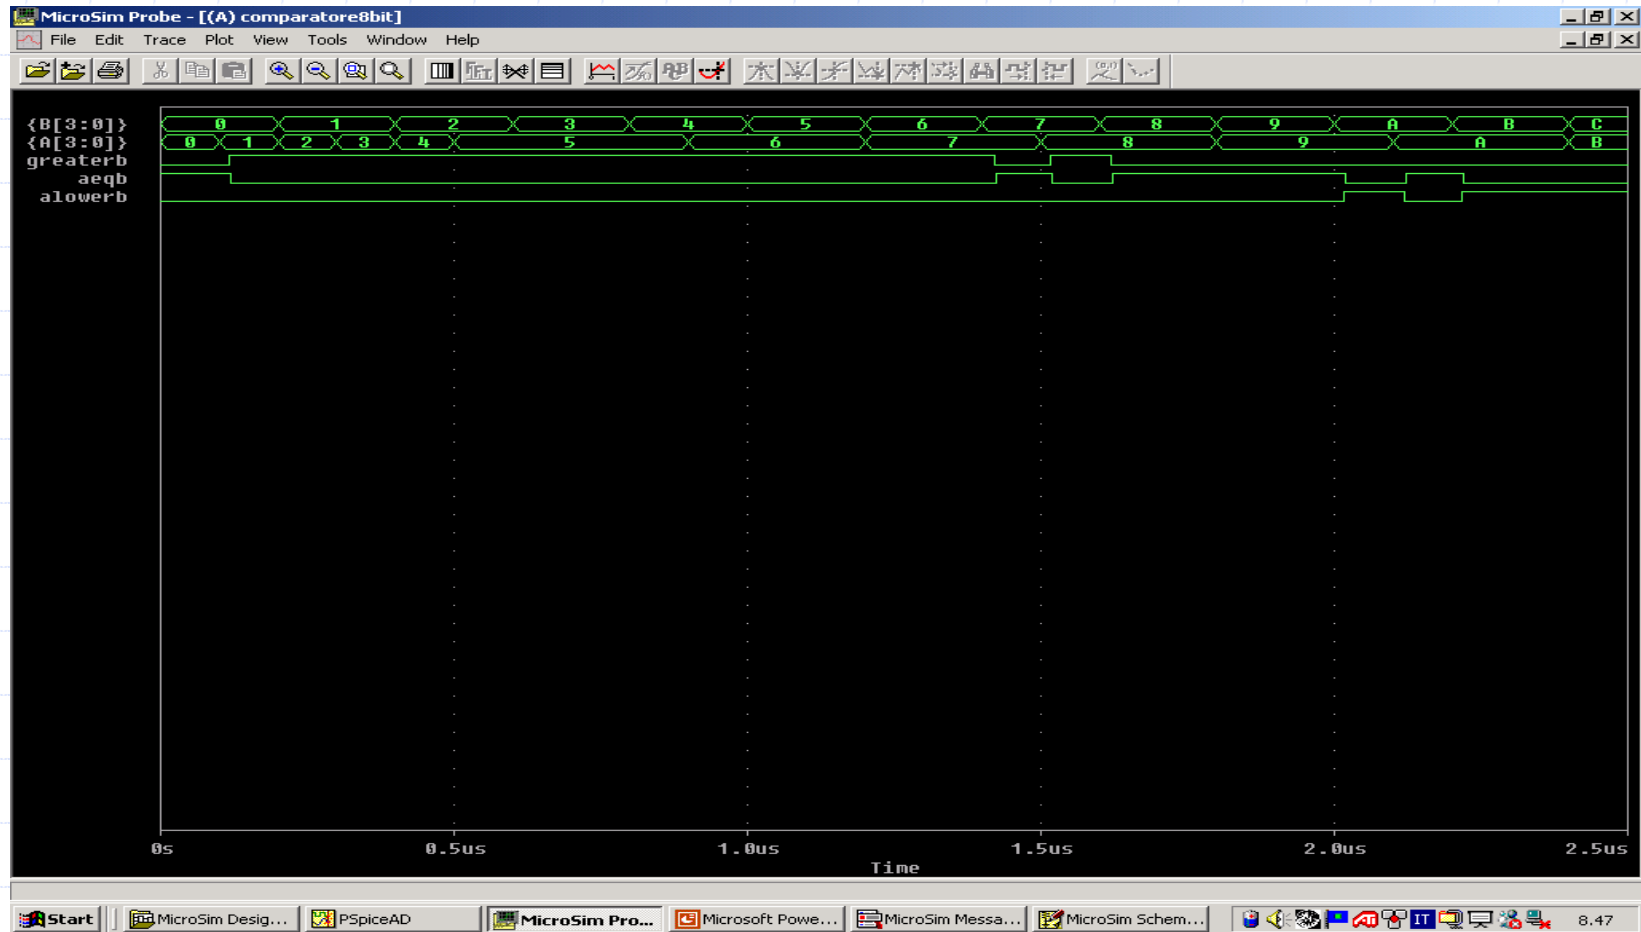 MicroSim Probe - [(A) comparatore8bit]
File Edit Trace Plot View Tools Window Help
{B[3:0]} 0 1 2 3 4 5 6 7 8 9 A B C
{A[3:0]} 0 1 2 3 4 5 6 7 8 9 A B
greaterb
aeqb
alowerb
0s 0.5us 1.0us 1.5us 2.0us 2.5us
Time
Start MicroSim Desig... PSpiceAD MicroSim Pro... Microsoft Powe... MicroSim Messa... MicroSim Schem... IT 8.47